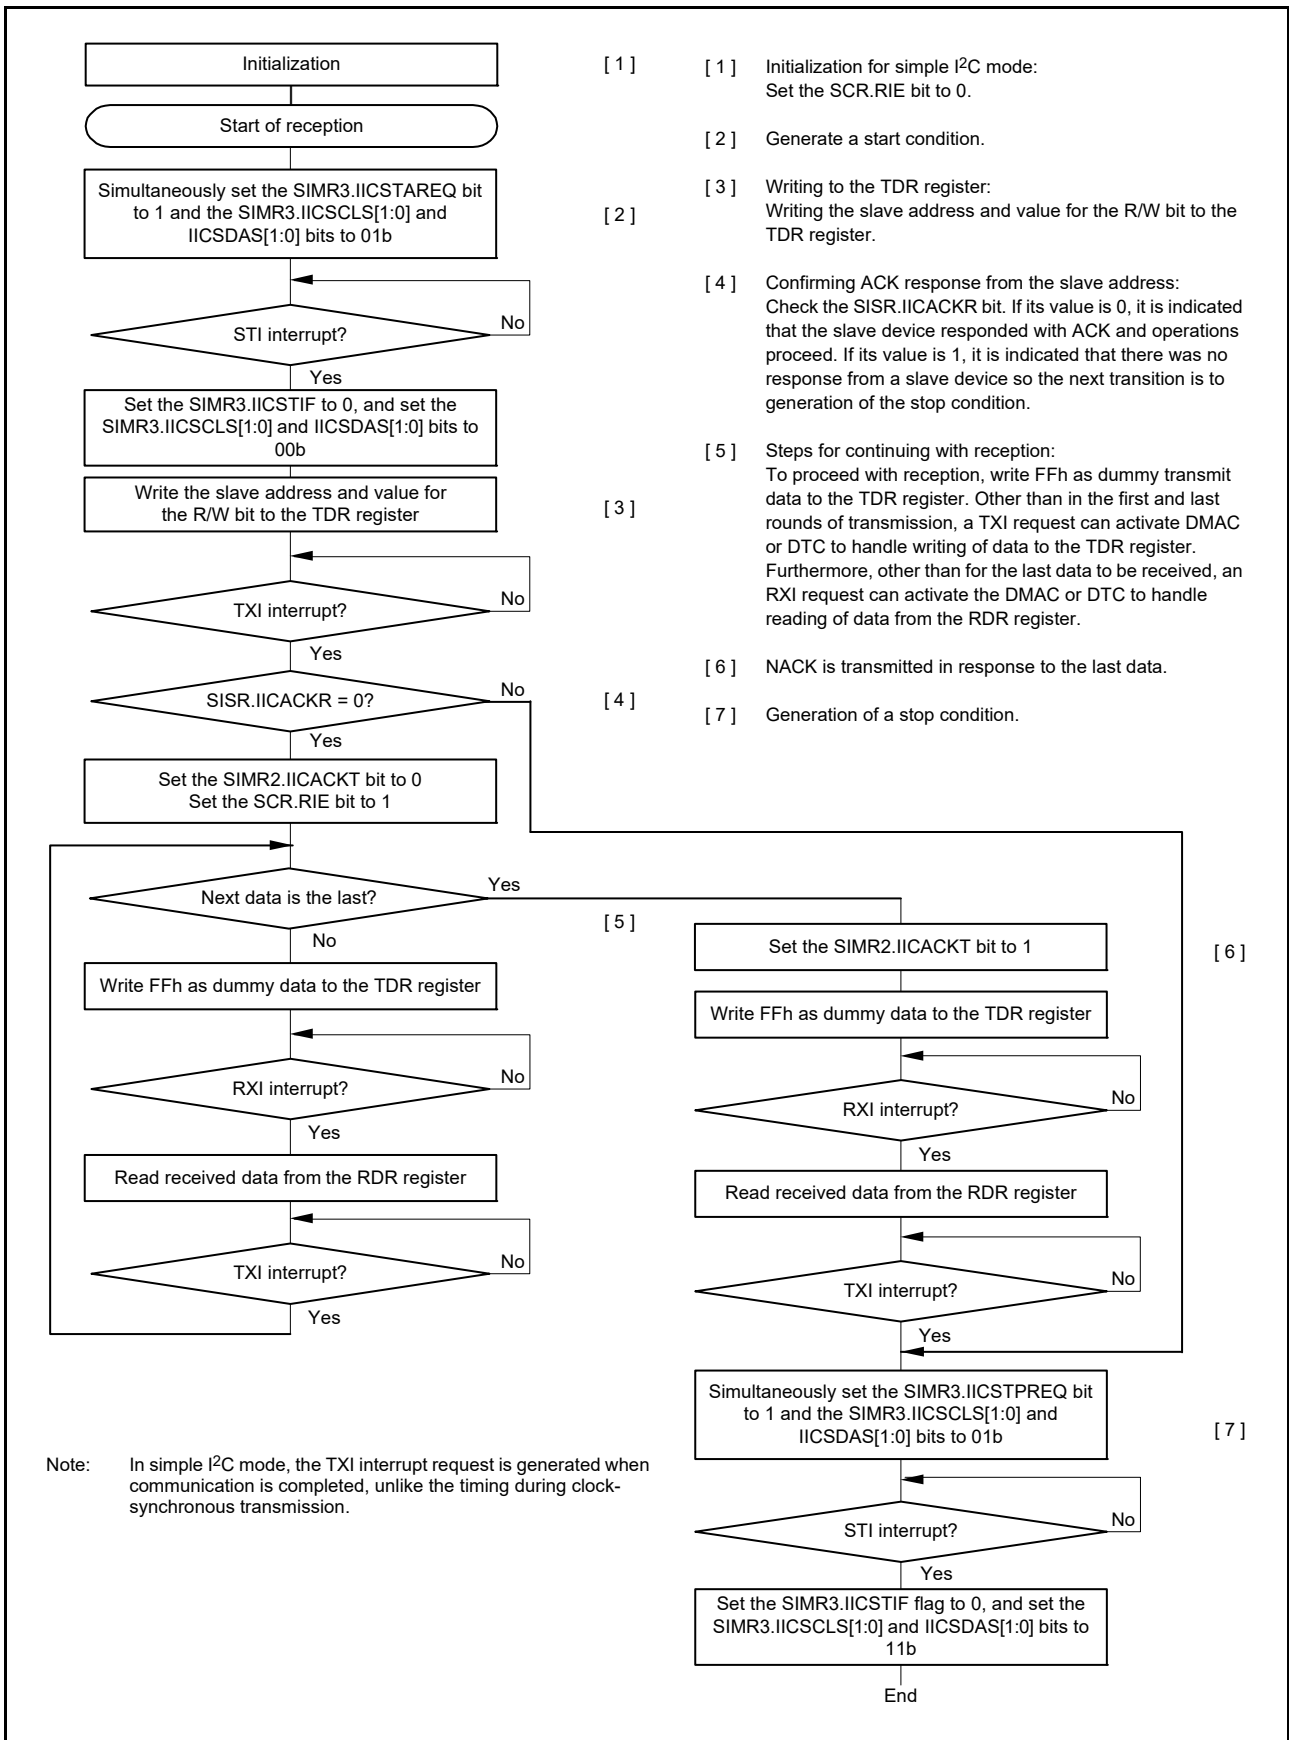 Initialization
[ 1 ]
Start of reception
Simultaneously set the SIMR3.IICSTAREQ bit
to 1 and the SIMR3.IICSCLS[1:0] and
IICSDAS[1:0] bits to 01b
[ 2 ]
STI interrupt?
No
Yes
Set the SIMR3.IICSTIF to 0, and set the
SIMR3.IICSCLS[1:0] and IICSDAS[1:0] bits to
00b
Write the slave address and value for
the R/W bit to the TDR register
[ 3 ]
TXI interrupt?
No
Yes
SISR.IICACKR = 0?
No
[ 4 ]
Yes
Set the SIMR2.IICACKT bit to 0
Set the SCR.RIE bit to 1
Next data is the last?
Yes
[ 5 ]
No
Write FFh as dummy data to the TDR register
RXI interrupt?
No
Yes
Read received data from the RDR register
TXI interrupt?
No
Yes
[ 1 ] Initialization for simple I2C mode:
Set the SCR.RIE bit to 0.
[ 2 ] Generate a start condition.
[ 3 ] Writing to the TDR register:
Writing the slave address and value for the R/W bit to the
TDR register.
[ 4 ] Confirming ACK response from the slave address:
Check the SISR.IICACKR bit. If its value is 0, it is indicated
that the slave device responded with ACK and operations
proceed. If its value is 1, it is indicated that there was no
response from a slave device so the next transition is to
generation of the stop condition.
[ 5 ] Steps for continuing with reception:
To proceed with reception, write FFh as dummy transmit
data to the TDR register. Other than in the first and last
rounds of transmission, a TXI request can activate DMAC
or DTC to handle writing of data to the TDR register.
Furthermore, other than for the last data to be received, an
RXI request can activate the DMAC or DTC to handle
reading of data from the RDR register.
[ 6 ] NACK is transmitted in response to the last data.
[ 7 ] Generation of a stop condition.
Set the SIMR2.IICACKT bit to 1
[ 6 ]
Write FFh as dummy data to the TDR register
RXI interrupt?
No
Yes
Read received data from the RDR register
TXI interrupt?
No
Yes
Simultaneously set the SIMR3.IICSTPREQ bit
to 1 and the SIMR3.IICSCLS[1:0] and
IICSDAS[1:0] bits to 01b
[ 7 ]
STI interrupt?
No
Yes
Set the SIMR3.IICSTIF flag to 0, and set the
SIMR3.IICSCLS[1:0] and IICSDAS[1:0] bits to
11b
End
Note: In simple I2C mode, the TXI interrupt request is generated when
communication is completed, unlike the timing during clock-
synchronous transmission.